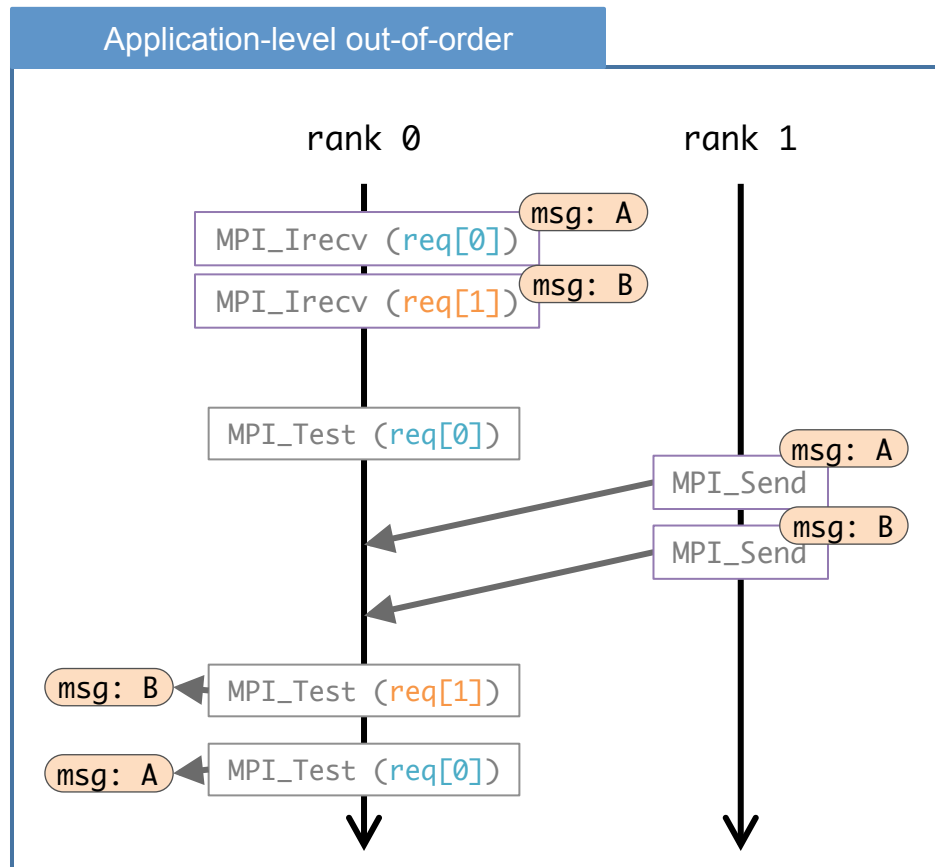 Application-level out-of-order
rank 0
rank 1
msg: A
MPI_Irecv (req[0])
msg: B
MPI_Irecv (req[1])
MPI_Test (req[0])
msg: A
MPI_Send
msg: B
MPI_Send
msg: B
MPI_Test (req[1])
msg: A
MPI_Test (req[0])